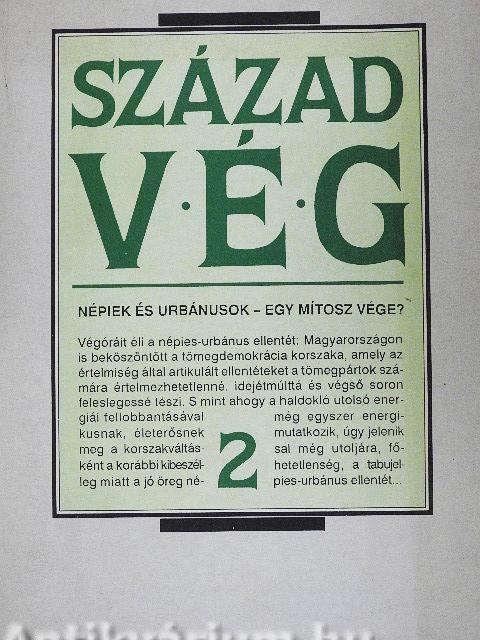 SZÁZAD
V·É·G
NÉPIEK ÉS URBÁNUSOK – EGY MÍTOSZ VÉGE?
Végóráit éli a népies-urbánus ellentét: Magyarországon
is beköszöntött a tömegdemokrácia korszaka, amely az
értelmiség által artikulált ellentéteket a tömegpártok szá-
mára értelmezhetetlenné, idejétmúlttá és végső soron
feleslegessé teszi. S mint ahogy a haldokló utolsó ener-
giái fellobbantásával még egyszer energi-
kusnak, életerősnek mutatkozik, úgy jelenik
meg a korszakváltás- sal még utoljára, fő-
ként a korábbi kibeszél- hetetlenség, a tabujel-
leg miatt a jó öreg né- pies-urbánus ellentét...
2
Antikvárium.hu